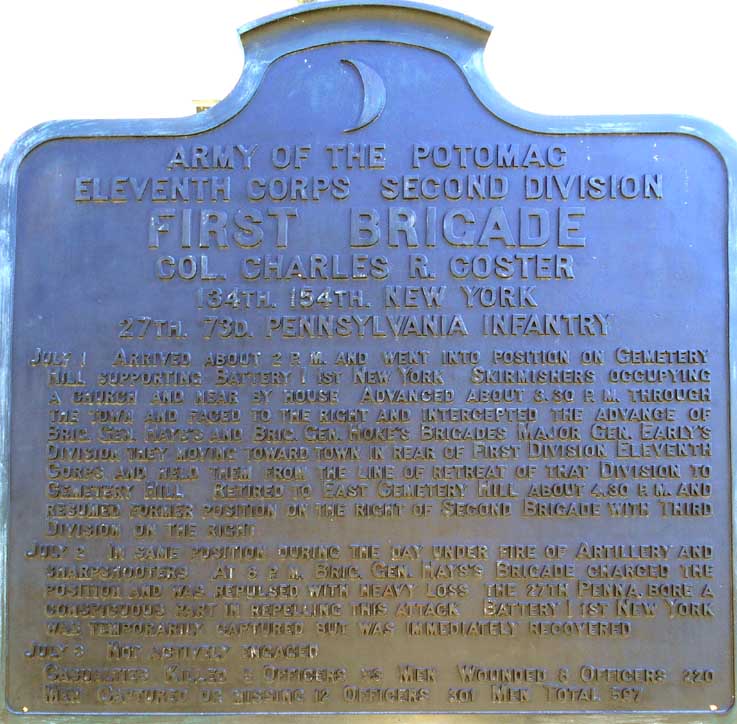 ARMY OF THE POTOMAC
ELEVENTH CORPS SECOND DIVISION
FIRST BRIGADE
COL. CHARLES R. COSTER
134TH. 154TH. NEW YORK
27TH. 73D. PENNSYLVANIA INFANTRY
JULY 1 ARRIVED ABOUT 2 P.M. AND WENT INTO POSITION ON CEMETERY
HILL SUPPORTING BATTERY I 1ST NEW YORK SKIRMISHERS OCCUPYING
A CHURCH AND NEAR BY HOUSE ADVANCED ABOUT 3.30 P.M. THROUGH
THE TOWN AND FACED TO THE RIGHT AND INTERCEPTED THE ADVANCE OF
BRIG. GEN. HAYS'S AND BRIG. GEN. HOKE'S BRIGADES MAJOR GEN. EARLY'S
DIVISION THEY MOVING TOWARD TOWN IN REAR OF FIRST DIVISION ELEVENTH
CORPS AND HELD THEM FROM THE LINE OF RETREAT OF THAT DIVISION TO
CEMETERY HILL RETIRED TO EAST CEMETERY HILL ABOUT 4.30 P.M. AND
RESUMED FORMER POSITION ON THE RIGHT OF SECOND BRIGADE WITH THIRD
DIVISION ON THE RIGHT
JULY 2 IN SAME POSITION DURING THE DAY UNDER FIRE OF ARTILLERY AND
SHARPSHOOTERS AT 8 P.M. BRIG. GEN. HAYS'S BRIGADE CHARGED THE
POSITION AND WAS REPULSED WITH HEAVY LOSS THE 27TH PENNA. BORE A
CONSPICUOUS PART IN REPELLING THIS ATTACK BATTERY I 1ST NEW YORK
WAS TEMPORARILY CAPTURED BUT WAS IMMEDIATELY RECOVERED
JULY 3 NOT ACTIVELY ENGAGED
CASUALTIES KILLED OFFICERS MEN WOUNDED 8 OFFICERS 220
MEN CAPTURED OR MISSING 12 OFFICERS 301 MEN TOTAL 597